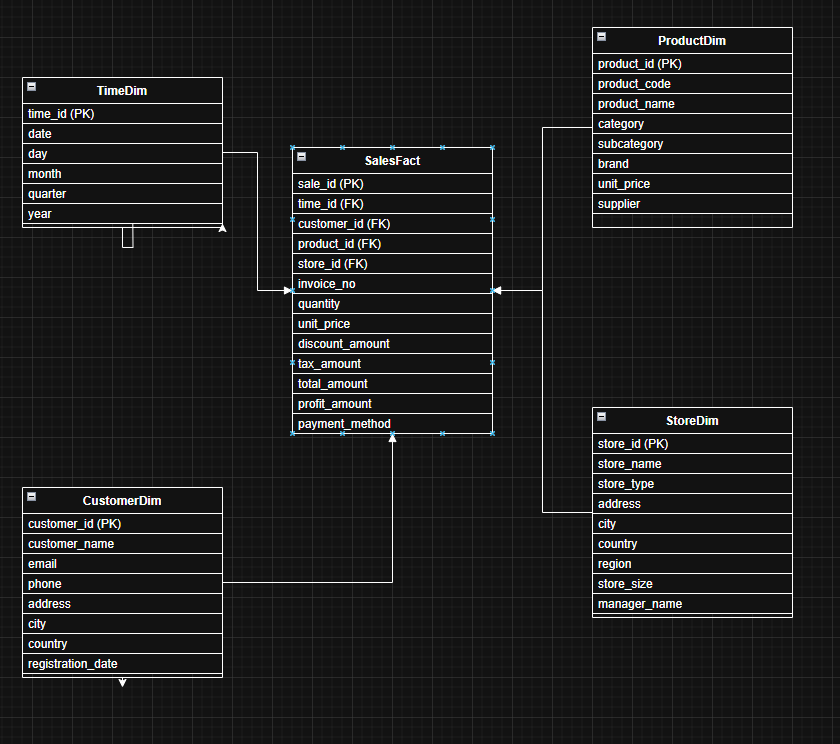 TimeDim
time_id (PK)
date
day
month
quarter
year
SalesFact
sale_id (PK)
time_id (FK)
customer_id (FK)
product_id (FK)
store_id (FK)
invoice_no
quantity
unit_price
discount_amount
tax_amount
total_amount
profit_amount
payment_method
ProductDim
product_id (PK)
product_code
product_name
category
subcategory
brand
unit_price
supplier
CustomerDim
customer_id (PK)
customer_name
email
phone
address
city
country
registration_date
StoreDim
store_id (PK)
store_name
store_type
address
city
country
region
store_size
manager_name